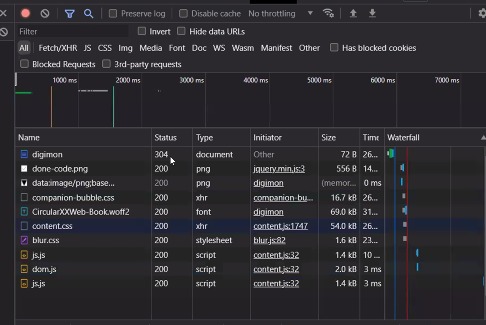 Preserve log Disable cache No throttling
Filter Invert Hide data URLs
All Fetch/XHR JS CSS Img Media Font Doc WS Wasm Manifest Other Has blocked cookies
Blocked Requests 3rd-party requests
1000 ms 2000 ms 3000 ms 4000 ms 5000 ms 6000 ms 7000 ms
Name Status Type Initiator Size Time Waterfall
digimon 304 document Other 72 B 26...
done-code.png 200 png jquery.min.js:3 556 B 14...
data:image/png;base... 200 png digimon (memor... 0 ms
companion-bubble.css 200 xhr companion-bu... 16.7 kB 26...
CircularXXWeb-Book.woff2 200 font digimon 69.0 kB 31...
content.css 200 xhr content.js:1747 54.0 kB 26...
blur.css 200 stylesheet blur.js:82 1.6 kB 23...
js.js 200 script content.js:32 1.4 kB 10 ...
dom.js 200 script content.js:32 2.0 kB 3 ms
js.js 200 script content.js:32 1.4 kB 3 ms